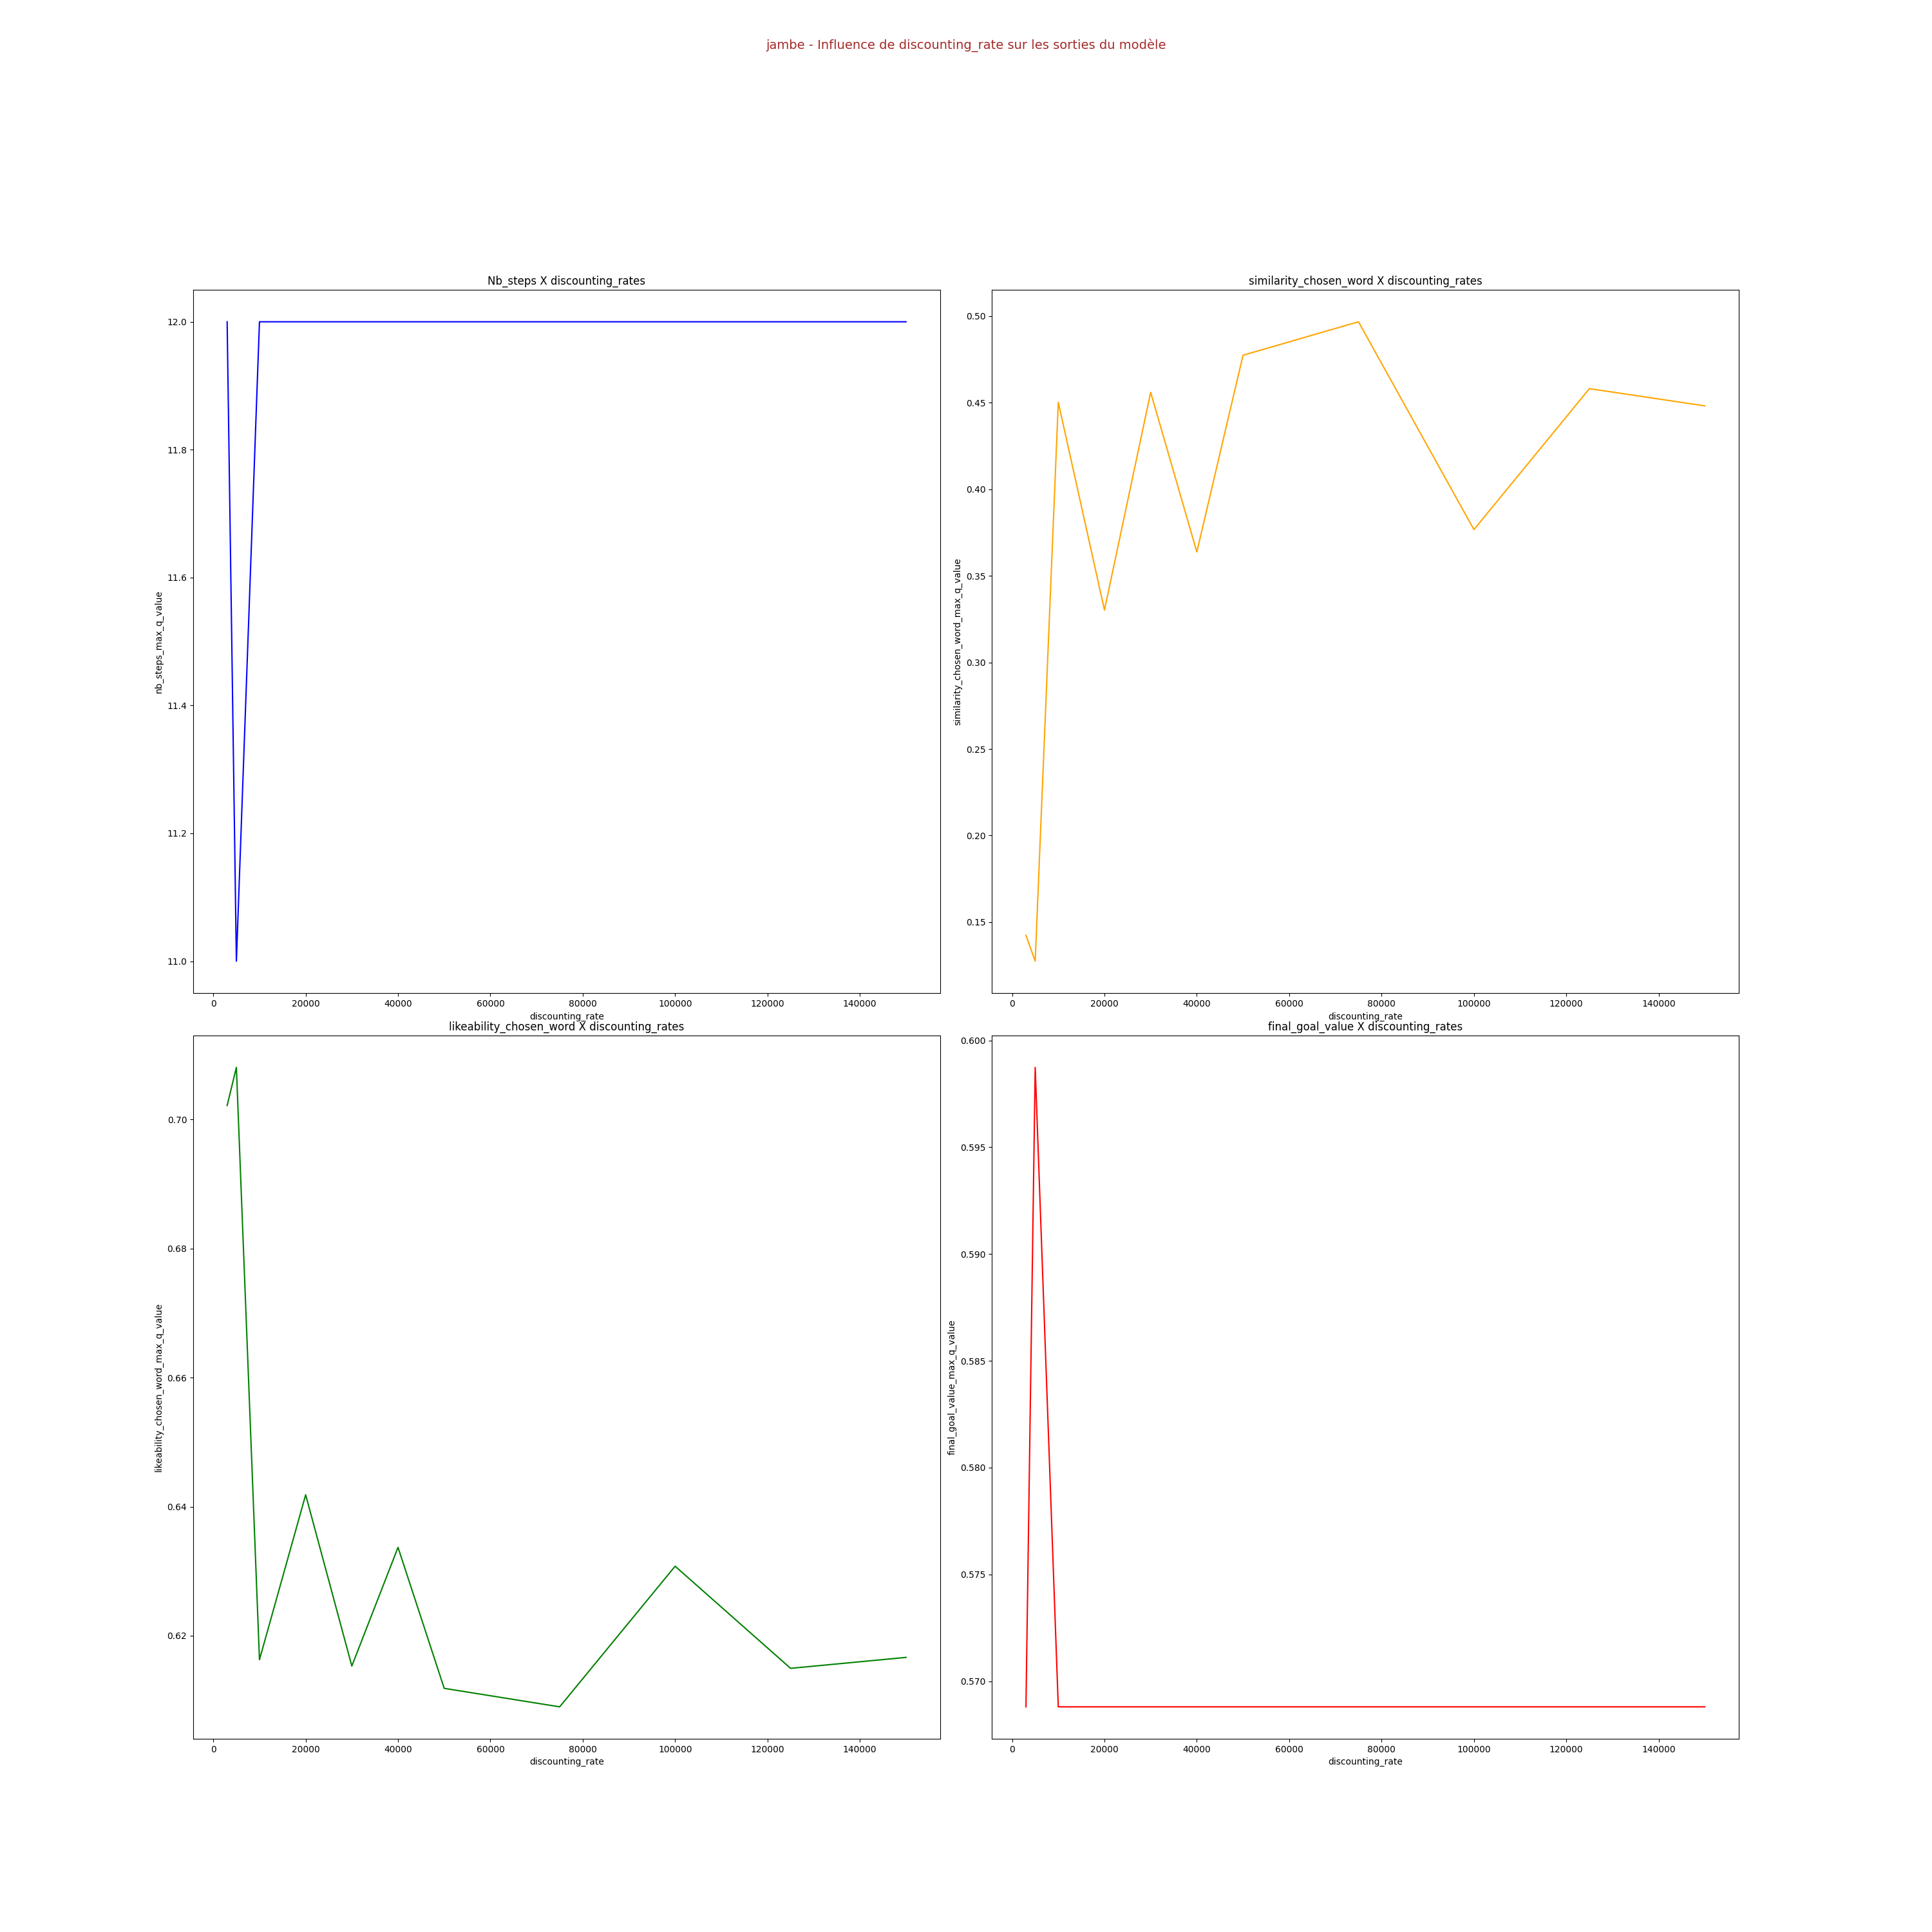 jambe - Influence de discounting_rate sur les sorties du modèle
Nb_steps X discounting_rates
12.0
11.8
11.6
11.4
11.2
11.0
nb_steps_max_q_value
0 20000 40000 60000 80000 100000 120000 140000
discounting_rate
similarity_chosen_word X discounting_rates
0.50
0.45
0.40
0.35
0.30
0.25
0.20
0.15
similarity_chosen_word_max_q_value
0 20000 40000 60000 80000 100000 120000 140000
discounting_rate
likeability_chosen_word X discounting_rates
0.70
0.68
0.66
0.64
0.62
likeability_chosen_word_max_q_value
0 20000 40000 60000 80000 100000 120000 140000
discounting_rate
final_goal_value X discounting_rates
0.600
0.595
0.590
0.585
0.580
0.575
0.570
final_goal_value_max_q_value
0 20000 40000 60000 80000 100000 120000 140000
discounting_rate